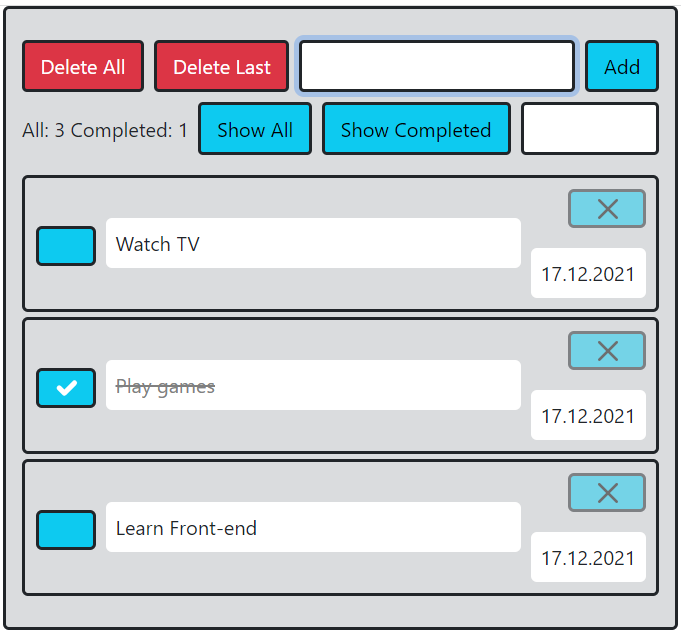 Delete All Delete Last Add
All: 3 Completed: 1 Show All Show Completed
Watch TV
17.12.2021
Play games
17.12.2021
Learn Front-end
17.12.2021